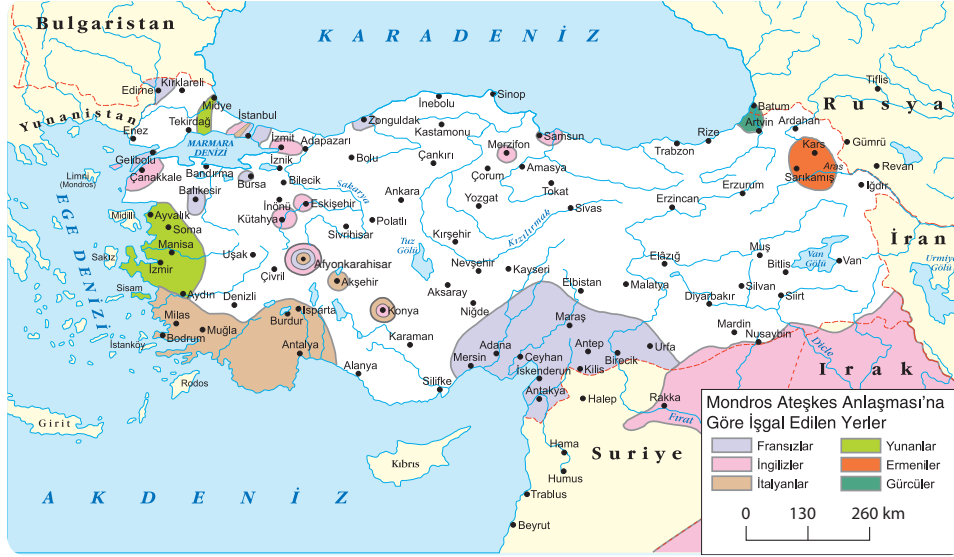 Bulgaristan
KARADENİZ
Yunanistan
Rusya
İran
Irak
Suriye
AKDENİZ
EGE DENİZİ
MARMARA
DENİZİ
Edirne
Kırklareli
Midye
Tekirdağ
İstanbul
Enez
Gelibolu
Çanakkale
Limni
(Mondros)
Bandırma
Balıkesir
Bursa
İzmit
Adapazarı
İznik
Bilecik
İnönü
Eskişehir
Kütahya
Zonguldak
Bolu
Kastamonu
İnebolu
Sinop
Çankırı
Ankara
Sakarya
Polatlı
Sivrihisar
Merzifon
Samsun
Çorum
Amasya
Tokat
Yozgat
Sivas
Kızılırmak
Kırşehir
Tuz
Gölü
Trabzon
Rize
Batum
Artvin
Ardahan
Tiflis
Kars
Sarıkamış
Aras
Gümrü
Revan
Iğdır
Erzurum
Erzincan
Midilli
Ayvalık
Soma
Manisa
İzmir
Sakız
Sisam
Aydın
Uşak
Çivril
Denizli
Afyonkarahisar
Akşehir
Konya
Milas
Muğla
Bodrum
İstanköy
Burdur
Isparta
Antalya
Rodos
Girit
Alanya
Karaman
Silifke
Aksaray
Niğde
Nevşehir
Kayseri
Elbistan
Malatya
Elâzığ
Muş
Bitlis
Van
Gölü
Van
Urmiye
Gölü
Silvan
Siirt
Diyarbakır
Mardin
Nusaybin
Dicle
Maraş
Adana
Mersin
Ceyhan
Antep
Urfa
Birecik
Kilis
İskenderun
Antakya
Halep
Rakka
Fırat
Hama
Humus
Trablus
Beyrut
Kıbrıs
Mondros Ateşkes Anlaşması’na
Göre İşgal Edilen Yerler
Fransızlar
Yunanlar
İngilizler
Ermeniler
İtalyanlar
Gürcüler
0 130 260 km